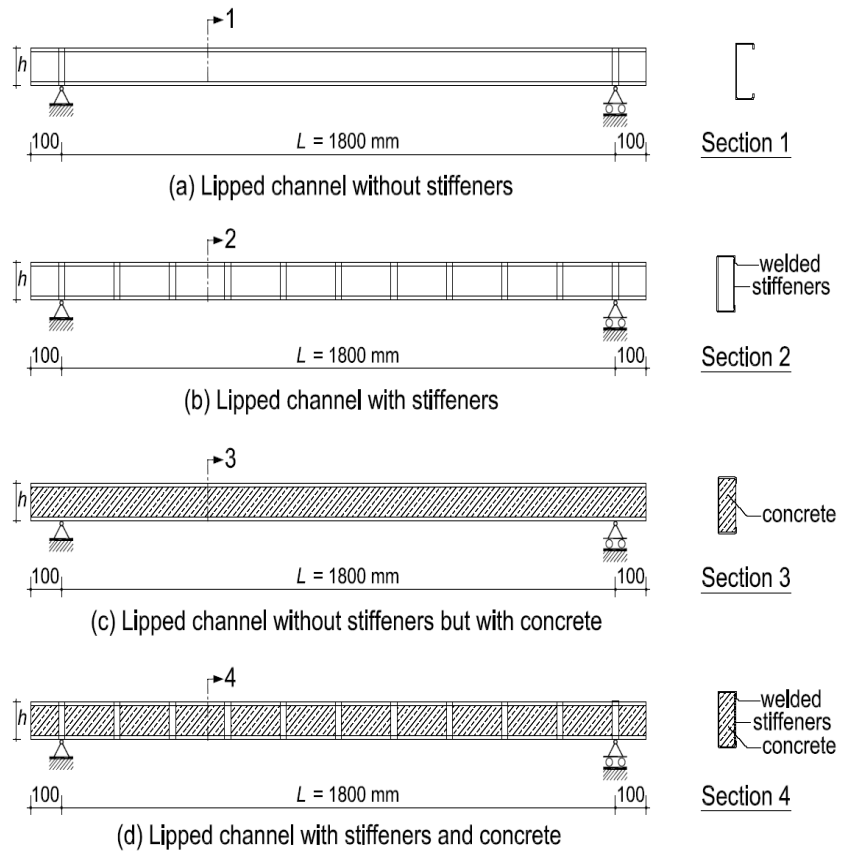 1
h
100
L = 1800 mm
100
Section 1
(a) Lipped channel without stiffeners
2
h
welded
stiffeners
100
L = 1800 mm
100
Section 2
(b) Lipped channel with stiffeners
3
h
concrete
100
L = 1800 mm
100
Section 3
(c) Lipped channel without stiffeners but with concrete
4
h
welded
stiffeners
concrete
100
L = 1800 mm
100
Section 4
(d) Lipped channel with stiffeners and concrete